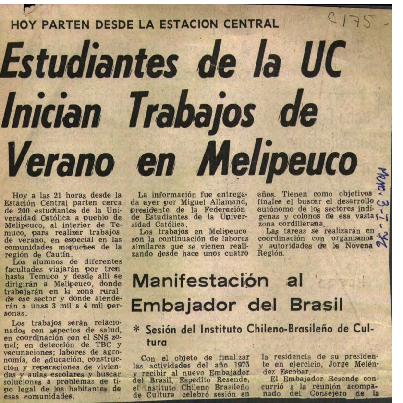 HOY PARTEN DESDE LA ESTACION CENTRAL
C175-
Estudiantes de la UC
Inician Trabajos de
Verano en Melipeuco
Hoy a 21 horas desde la
Estación Central parten cerca
de 200 estudiantes de la Uni-
versidad Católica a pueblo de
Melipeuco, al interior de Te-
muco, para realizar trabajos
de verano, en especial en las
comunidades mapuches de la
región de Cautín.
Los alumnos de diferentes
facultades viajarán por tren
hasta Temuco y desde allí se
dirigirán a Melipeuco, donde
trabajarán en la zona rural
de ese sector y donde atende-
rán a unas 3 mil a 4 mil per-
sonas.
Los trabajos serán relacio-
nados con aspectos de salud,
en coordinación con el SNS zo-
nal; en detección de TBC y
vacunaciones; labores de agro-
nomía, de educación, construc-
ción y reparaciones de vivien-
das y aulas escolares y buscar
soluciones a problemas de ti-
po legal de los habitantes de
esas comunidades.
La información fue entrega-
da ayer por Miguel Allamand,
presidente de la Federación
de Estudiantes de la Univer-
sidad Católica.
Los trabajos en Melipeuco
son la continuación de labores
similares que se vienen reali-
zando desde hace unos cuatro
años. Tienen como objetivos
finales el buscar el desarrollo
autónomo de los sectores indí-
genas y colonos de esa vasta
zona cordillerana.
Las tareas se realizarán en
coordinación con organismos
y autoridades de la Novena
Región.
Manifestación al
Embajador del Brasil
* Sesión del Instituto Chileno-Brasileño de Cul-
tura
Con el objeto de finalizar
las actividades del año 1975
y recibir al nuevo Embajador
del Brasil, Expedito Resende,
el Instituto Chileno Brasileño
de Cultura celebró sesión en
la residencia de su presiden-
te en ejercicio, Jorge Melén-
dez Escobar.
El Embajador Resende con-
currió a la reunión acompaña-
do del Consejero de la